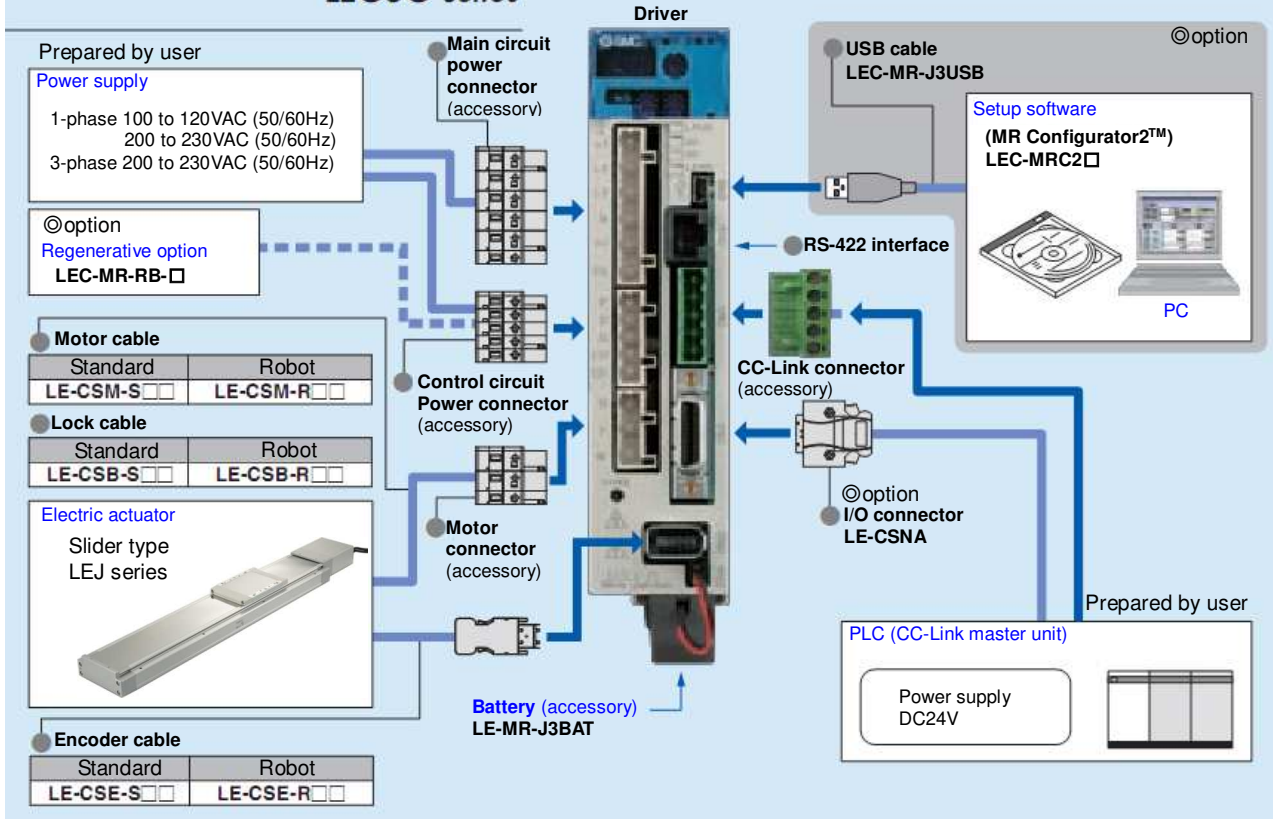 series
Driver
Prepared by user
Power supply
1-phase 100 to 120VAC (50/60Hz)
200 to 230VAC (50/60Hz)
3-phase 200 to 230VAC (50/60Hz)
◎option
Regenerative option
LEC-MR-RB-□
Main circuit
power
connector
(accessory)
Motor cable
Standard Robot
LE-CSM-S□□ LE-CSM-R□□
Lock cable
Standard Robot
LE-CSB-S□□ LE-CSB-R□□
Control circuit
Power connector
(accessory)
Electric actuator
Slider type
LEJ series
Motor
connector
(accessory)
Encoder cable
Standard Robot
LE-CSE-S□□ LE-CSE-R□□
Battery (accessory)
LE-MR-J3BAT
◎option
USB cable
LEC-MR-J3USB
Setup software
(MR Configurator2™)
LEC-MRC2□
PC
RS-422 interface
CC-Link connector
(accessory)
◎option
I/O connector
LE-CSNA
Prepared by user
PLC (CC-Link master unit)
Power supply
DC24V